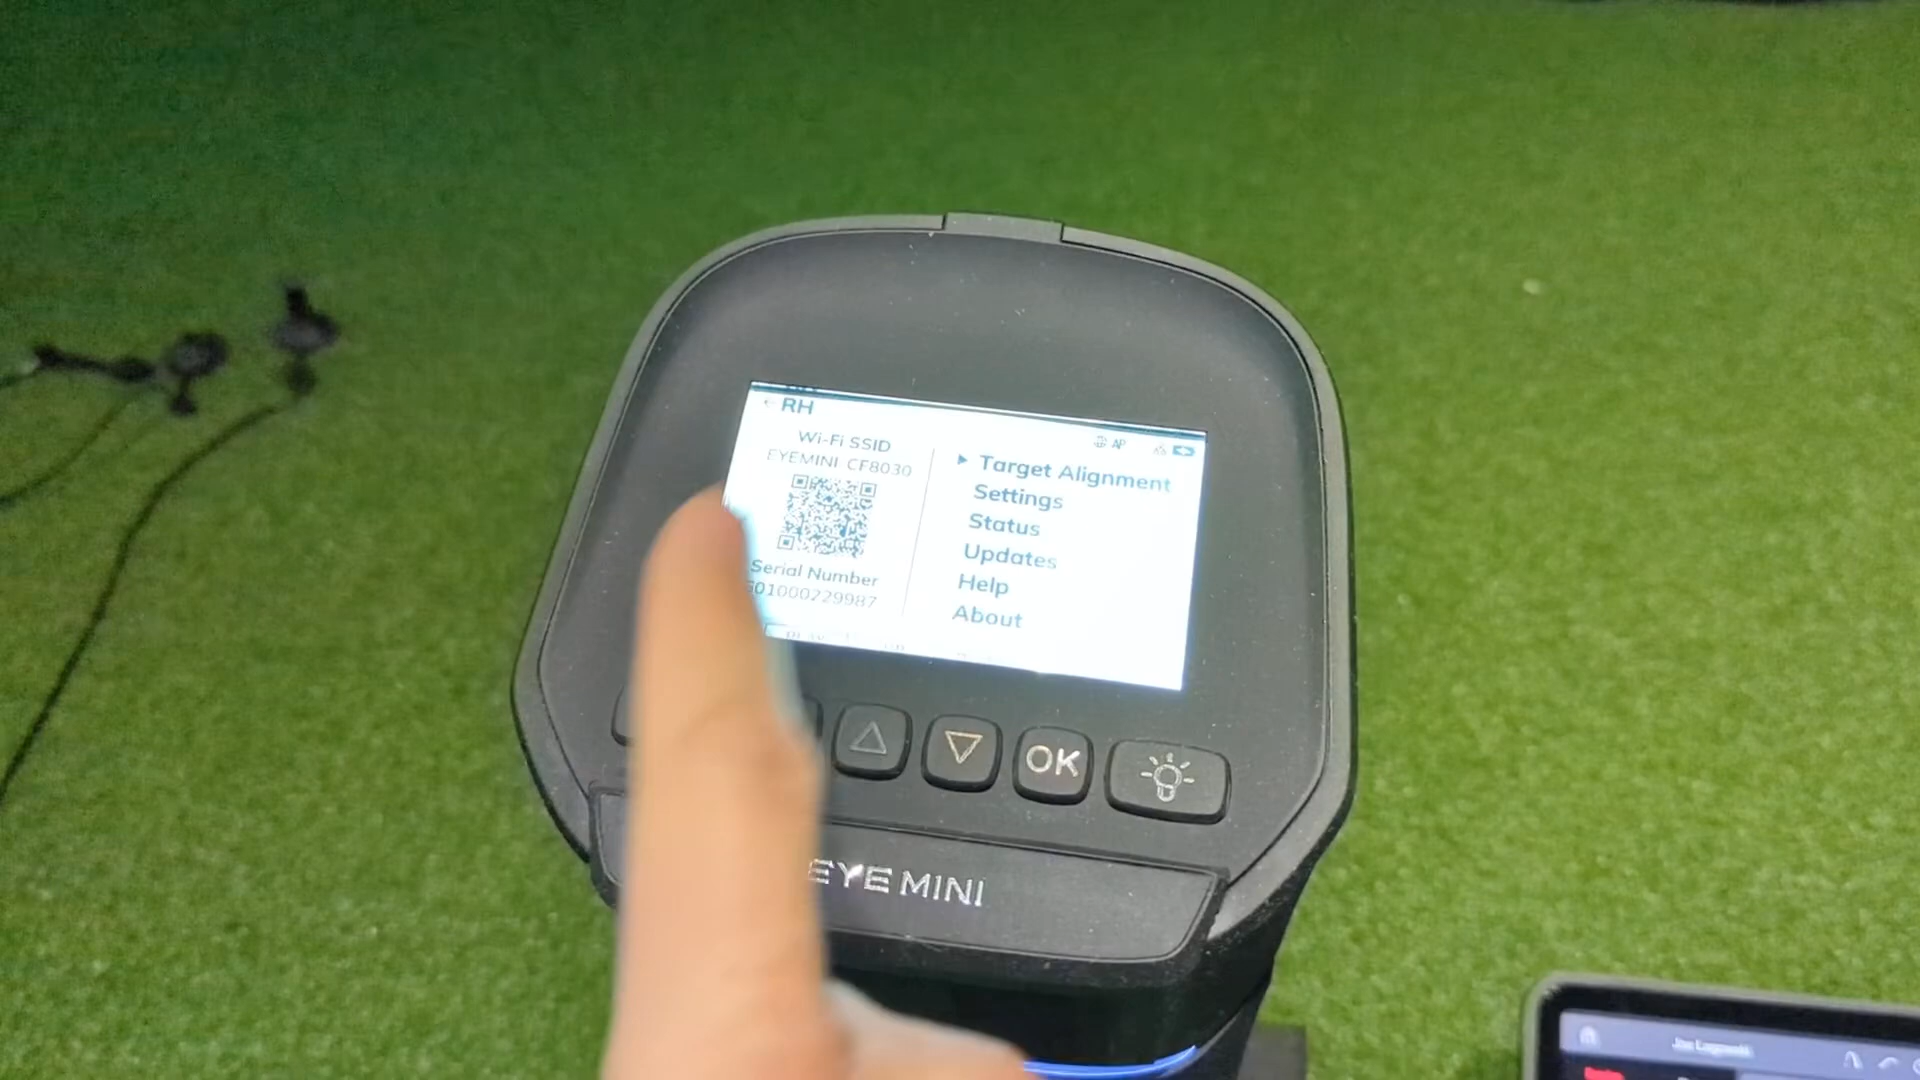 RH
AP
Wi-Fi SSID
EYEMINI CF8030
Serial Number
501000229987
Target Alignment
Settings
Status
Updates
Help
About
OK
EYE MINI